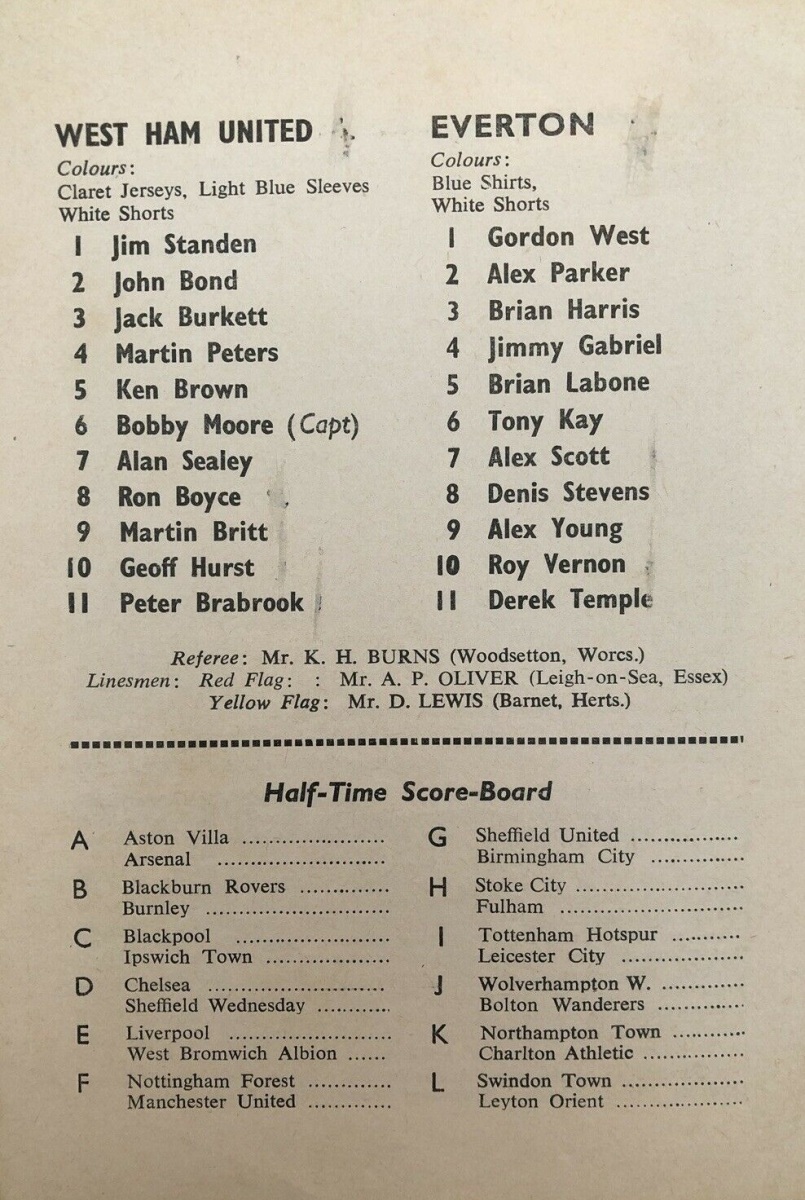 WEST HAM UNITED
Colours:
Claret Jerseys, Light Blue Sleeves
White Shorts
1 Jim Standen
2 John Bond
3 Jack Burkett
4 Martin Peters
5 Ken Brown
6 Bobby Moore (Capt)
7 Alan Sealey
8 Ron Boyce
9 Martin Britt
10 Geoff Hurst
11 Peter Brabrook
EVERTON
Colours:
Blue Shirts,
White Shorts
1 Gordon West
2 Alex Parker
3 Brian Harris
4 Jimmy Gabriel
5 Brian Labone
6 Tony Kay
7 Alex Scott
8 Denis Stevens
9 Alex Young
10 Roy Vernon
11 Derek Temple
Referee: Mr. K. H. BURNS (Woodsetton, Worcs.)
Linesmen: Red Flag: : Mr. A. P. OLIVER (Leigh-on-Sea, Essex)
Yellow Flag: Mr. D. LEWIS (Barnet, Herts.)
Half-Time Score-Board
A Aston Villa ........................
Arsenal ............................
B Blackburn Rovers ...............
Burnley ..............................
C Blackpool .........................
Ipswich Town ....................
D Chelsea .............................
Sheffield Wednesday ............
E Liverpool ..........................
West Bromwich Albion ......
F Nottingham Forest ..............
Manchester United ..............
G Sheffield United ..................
Birmingham City ................
H Stoke City ............................
Fulham ..............................
I Tottenham Hotspur ...........
Leicester City ....................
J Wolverhampton W. ..............
Bolton Wanderers ..............
K Northampton Town ............
Charlton Athletic .................
L Swindon Town ....................
Leyton Orient .....................